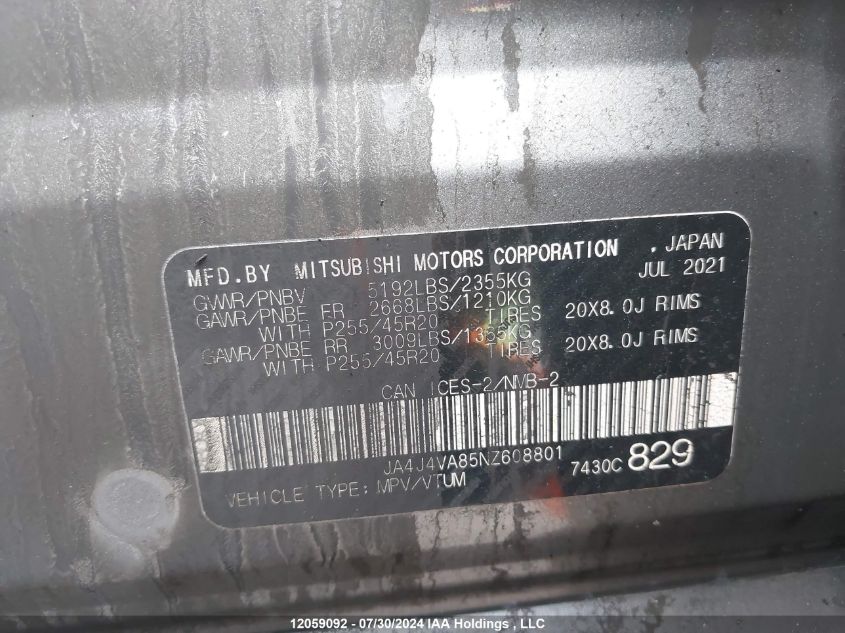 MFD.BY MITSUBISHI MOTORS CORPORATION . JAPAN
JUL 2021
GVWR/PNBV 5192LBS/2355KG
GAWR/PNBE FR 2668LBS/1210KG
WITH P255/45R20 TIRES 20X8.0J RIMS
GAWR/PNBE RR 3009LBS/1365KG
WITH P255/45R20 TIRES 20X8.0J RIMS
CAN ICES-2/NMB-2
JA4J4VA85NZ608801
7430C 829
VEHICLE TYPE: MPV/VTUM
12059092 - 07/30/2024 IAA Holdings , LLC.